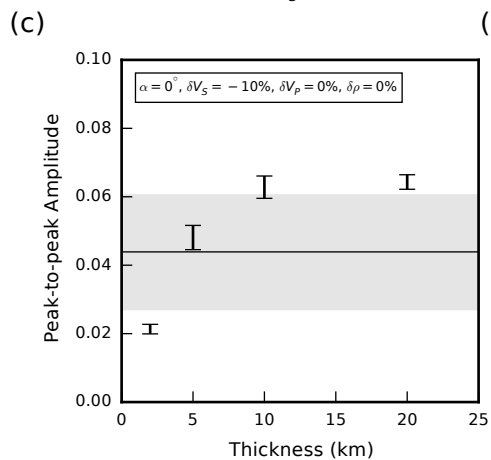 (c)
(
0.10
α = 0°, δV_S = − 10%, δV_P = 0%, δρ = 0%
0.08
0.06
0.04
0.02
0.00
Peak-to-peak Amplitude
0 5 10 15 20 25
Thickness (km)